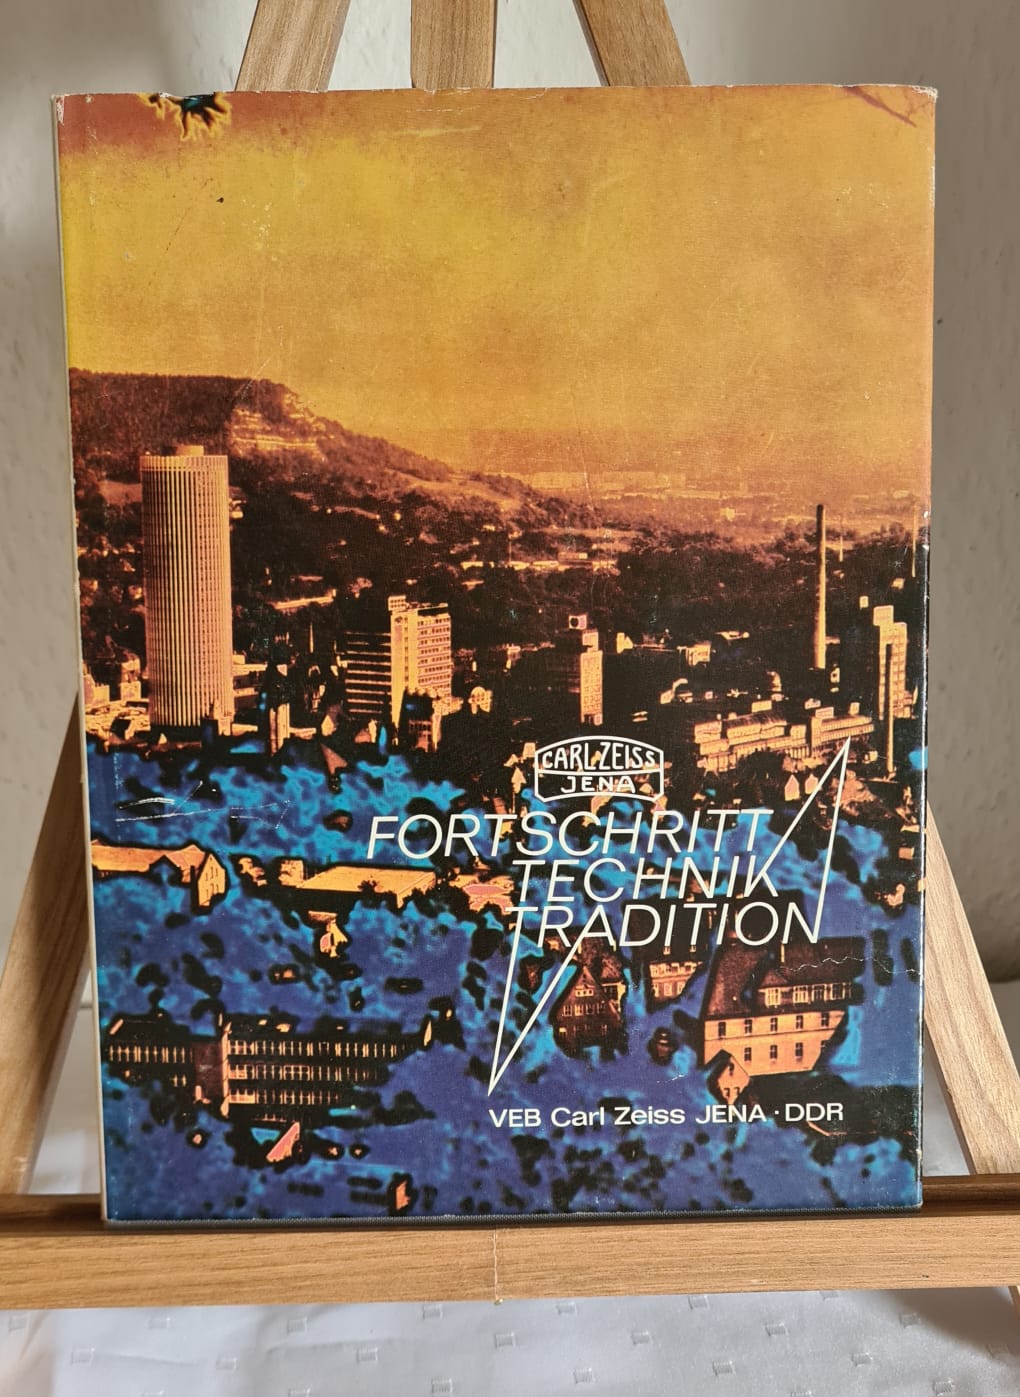 CARL ZEISS
JENA
FORTSCHRITT
TECHNIK
TRADITION
VEB Carl Zeiss JENA · DDR